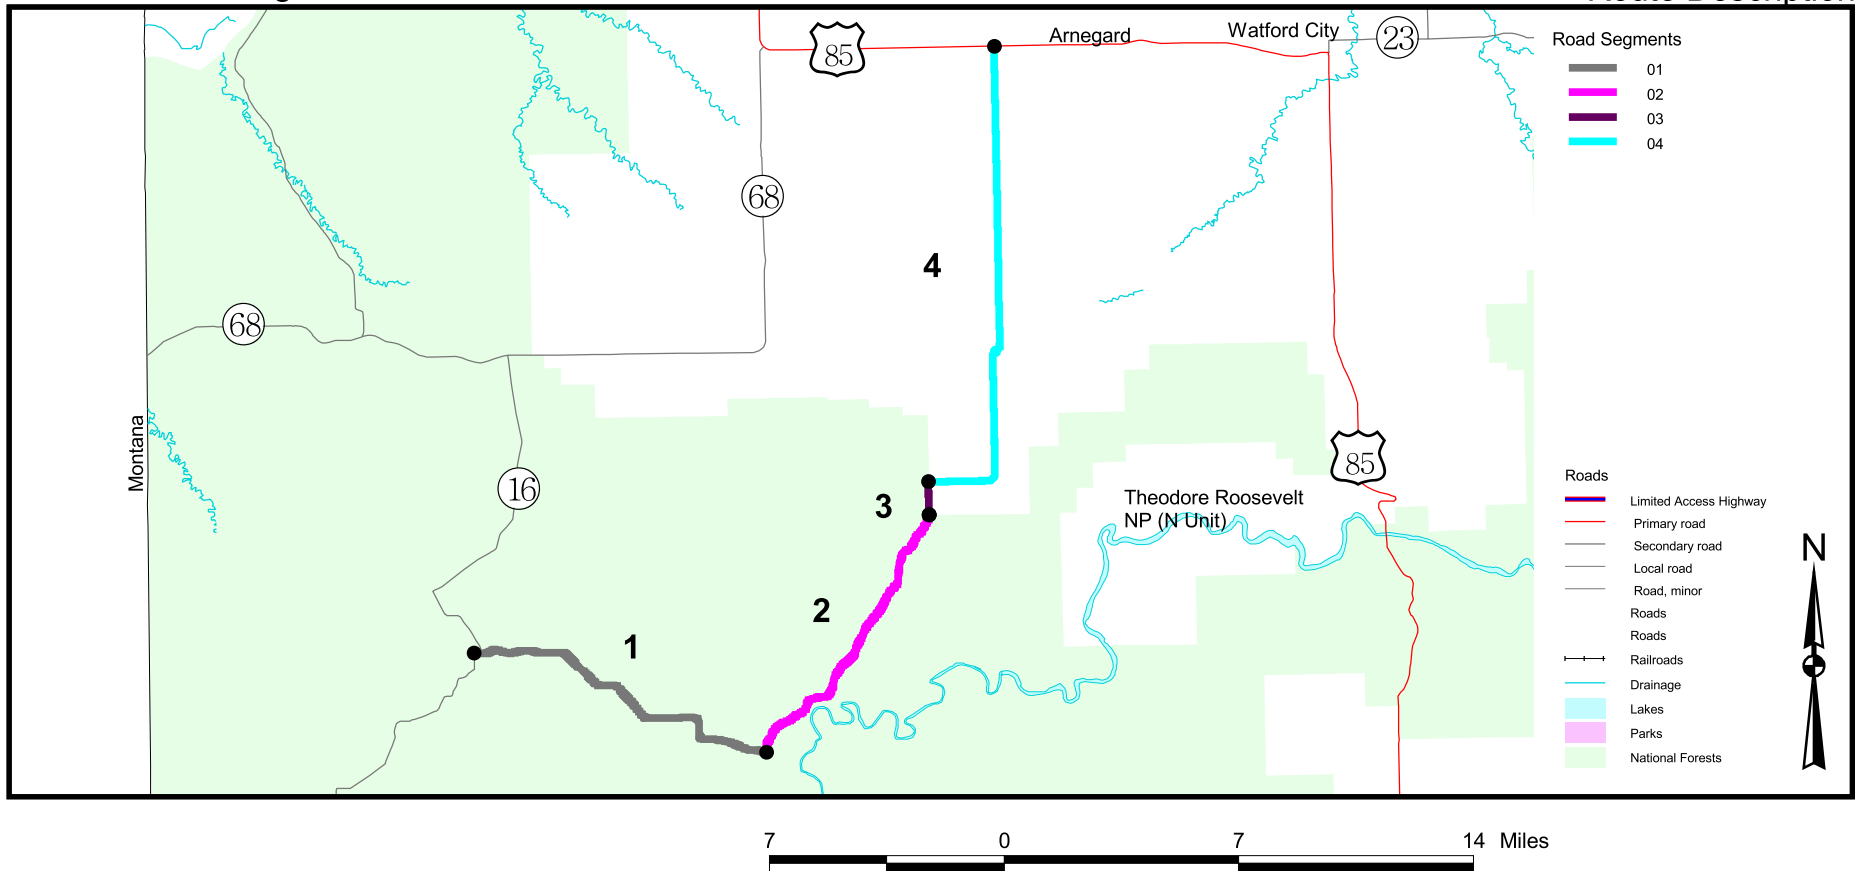 Route Description
85
Arnegard
Watford City
23
Road Segments
01
02
03
04
68
4
68
Montana
16
3
Theodore Roosevelt
NP (N Unit)
85
2
1
Roads
Limited Access Highway
Primary road
Secondary road
Local road
Road, minor
Roads
Roads
Railroads
Drainage
Lakes
Parks
National Forests
N
7 0 7 14 Miles